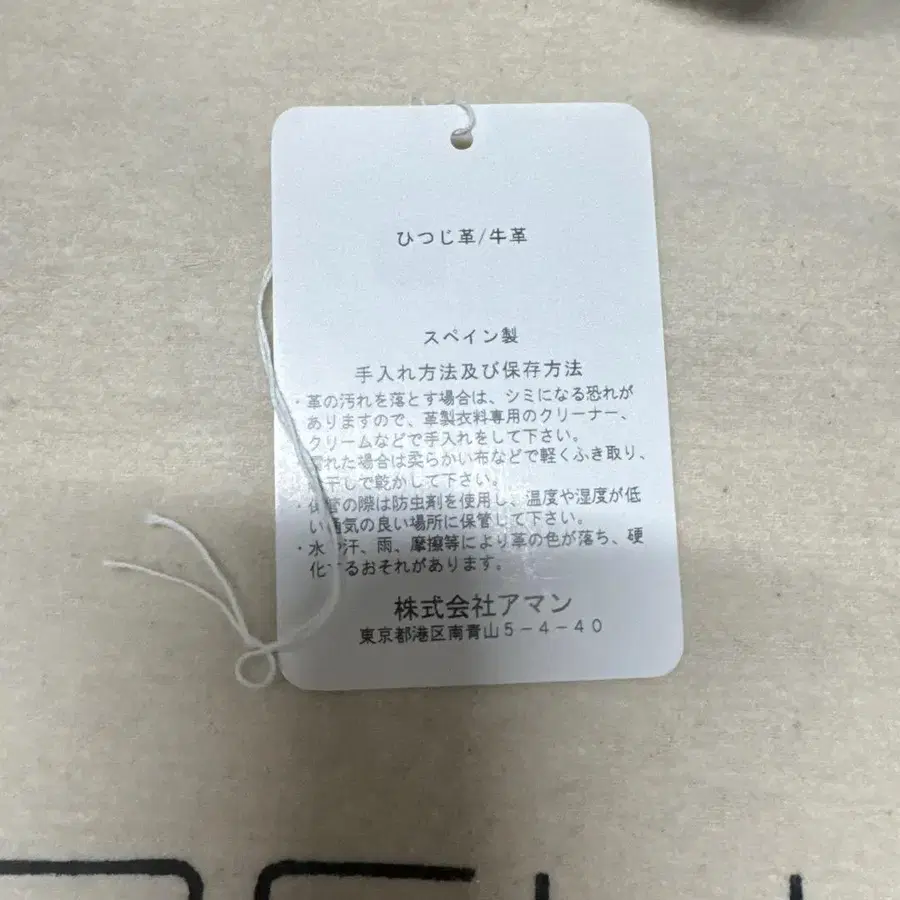 ひつじ革/牛革
スペイン製
手入れ方法及び保存方法
・革の汚れを落とす場合は、シミになる恐れが
ありますので、革製衣料専用のクリーナー、
クリームなどで手入れをして下さい。
れた場合は柔らかい布などで軽くふき取り、
干しで乾かして下さい。
・管の際は防虫剤を使用し、温度や湿度が低
い通気の良い場所に保管して下さい。
・水や汗、雨、摩擦等により革の色が落ち、硬
化するおそれがあります。
株式会社アマン
東京都港区南青山5-4-40